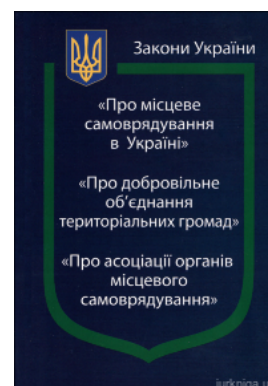 Закони України
«Про місцеве
самоврядування
в Україні»
«Про добровільне
об'єднання
територіальних громад»
«Про асоціації органів
місцевого
самоврядування»